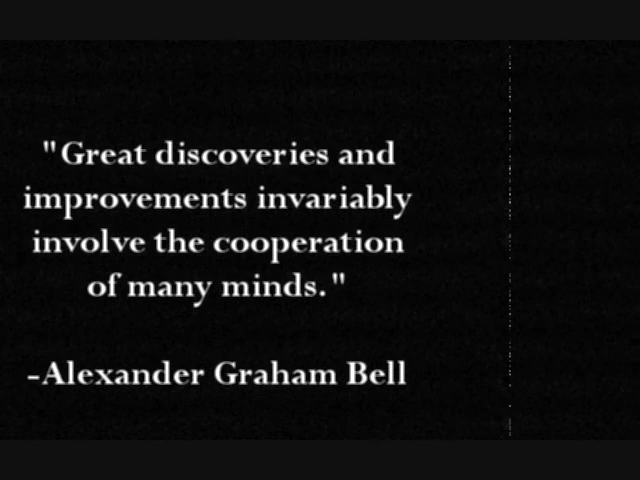 "Great discoveries and
improvements invariably
involve the cooperation
of many minds."
-Alexander Graham Bell